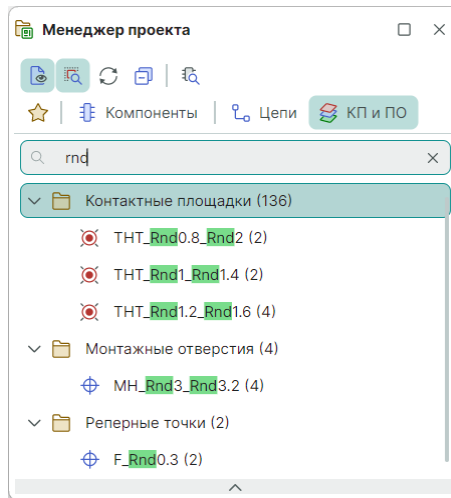 Менеджер проекта
Компоненты Цепи КП и ПО
rnd
Контактные площадки (136)
THT_Rnd0.8_Rnd2 (2)
THT_Rnd1_Rnd1.4 (2)
THT_Rnd1.2_Rnd1.6 (4)
Монтажные отверстия (4)
MH_Rnd3_Rnd3.2 (4)
Реперные точки (2)
F_Rnd0.3 (2)